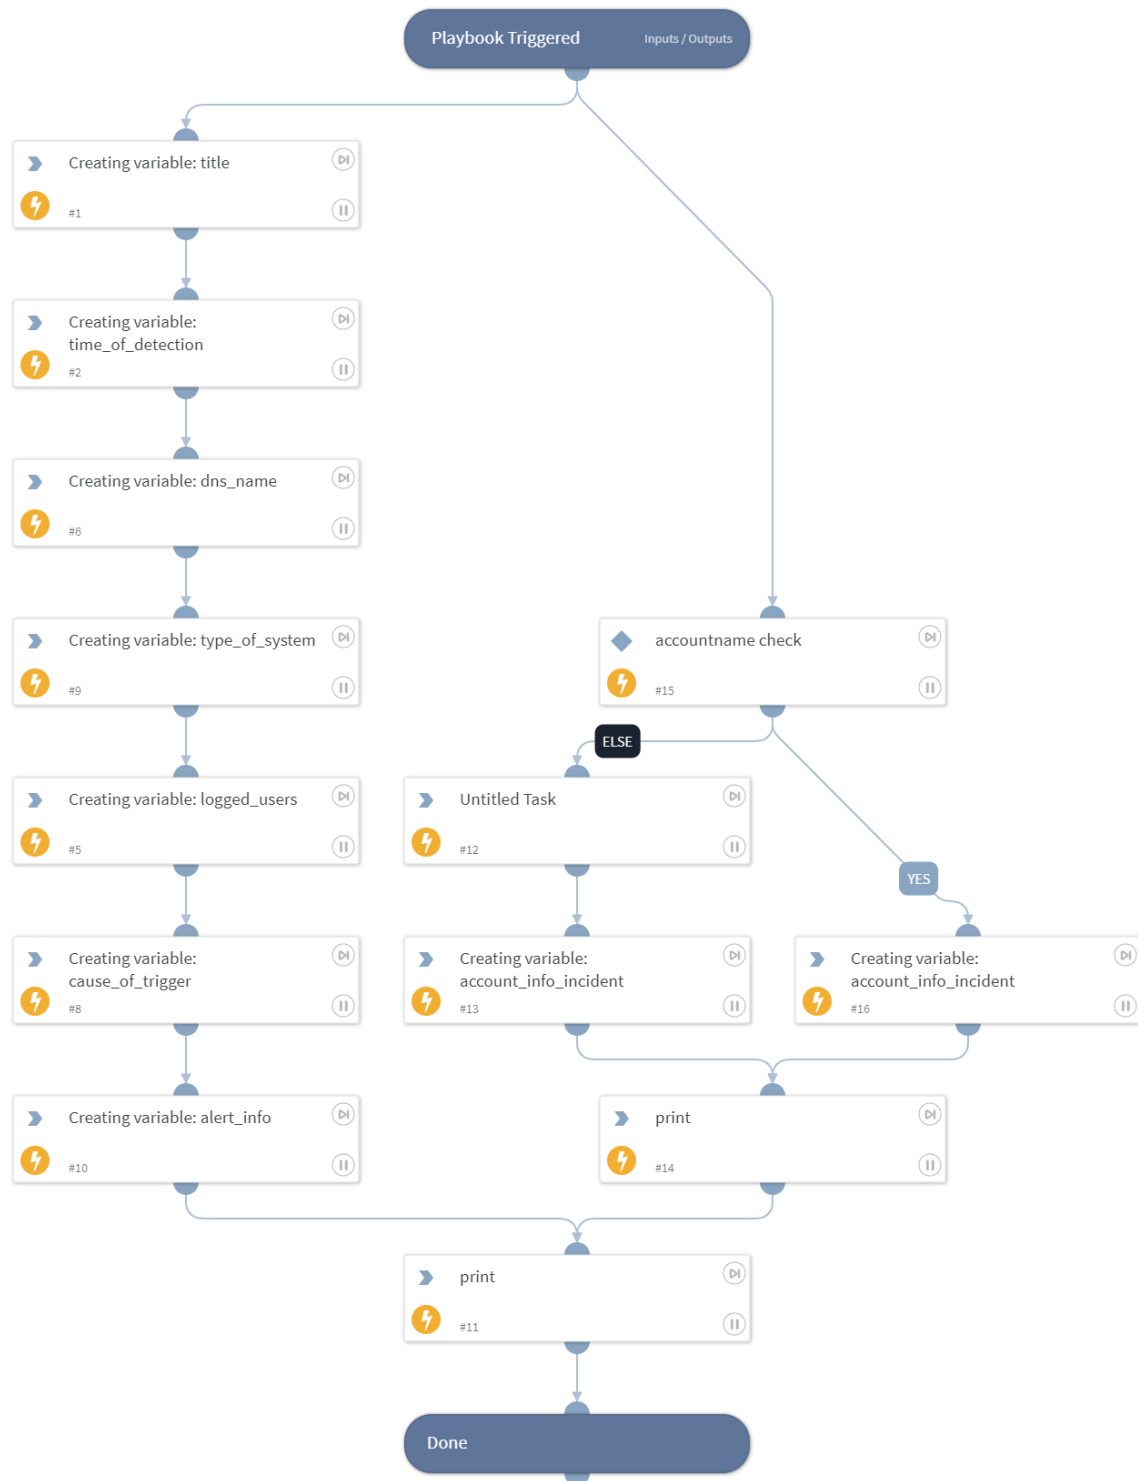 Playbook Triggered
Inputs / Outputs
Creating variable: title
#1
Creating variable:
time_of_detection
#2
Creating variable: dns_name
#6
Creating variable: type_of_system
#9
accountname check
#15
ELSE
Creating variable: logged_users
#5
Untitled Task
#12
YES
Creating variable:
cause_of_trigger
#8
Creating variable:
account_info_incident
#13
Creating variable:
account_info_incident
#16
Creating variable: alert_info
#10
print
#14
print
#11
Done